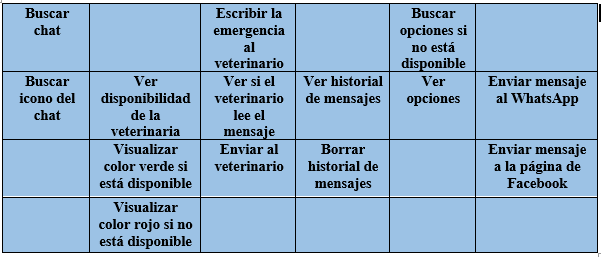 Buscar
chat
Escribir la
emergencia
al
veterinario
Buscar
opciones si
no está
disponible
Buscar
icono del
chat
Ver
disponibilidad
de la
veterinaria
Ver si el
veterinario
lee el
mensaje
Ver historial
de mensajes
Ver
opciones
Enviar mensaje
al WhatsApp
Visualizar
color verde si
está disponible
Enviar al
veterinario
Borrar
historial de
mensajes
Enviar mensaje
a la página de
Facebook
Visualizar
color rojo si no
está disponible